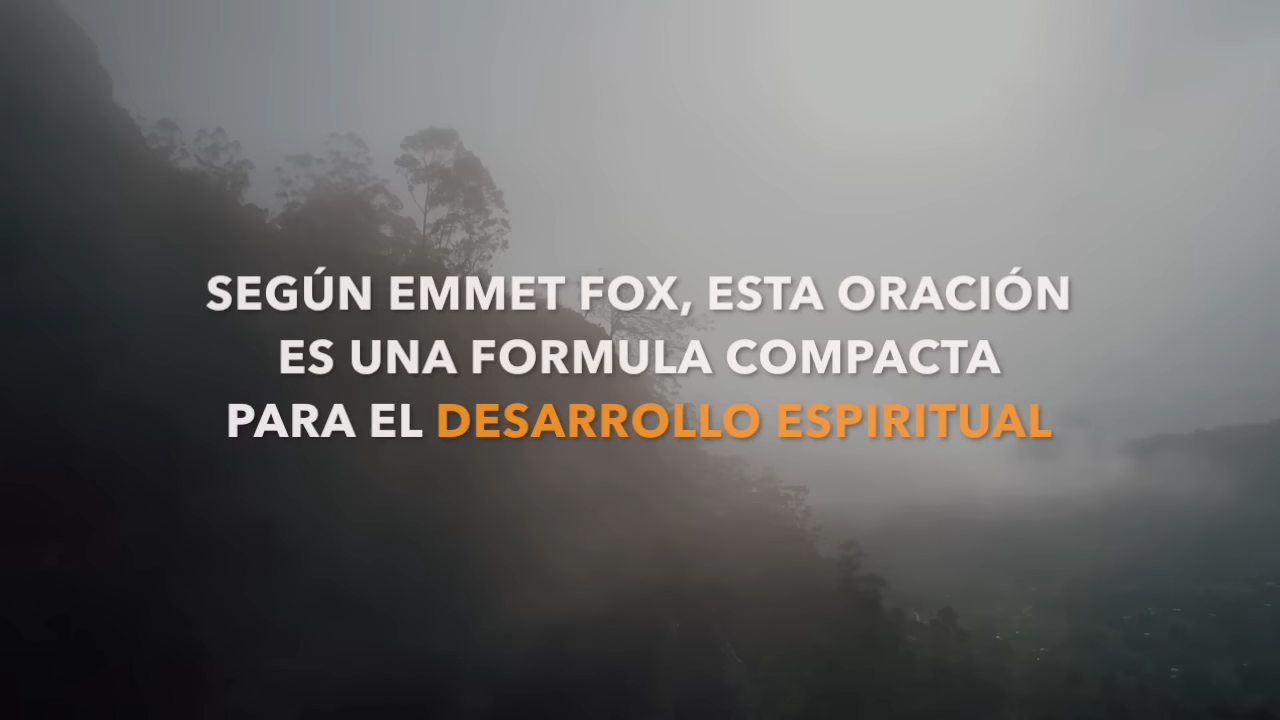 SEGÚN EMMET FOX, ESTA ORACIÓN
ES UNA FORMULA COMPACTA
PARA EL DESARROLLO ESPIRITUAL